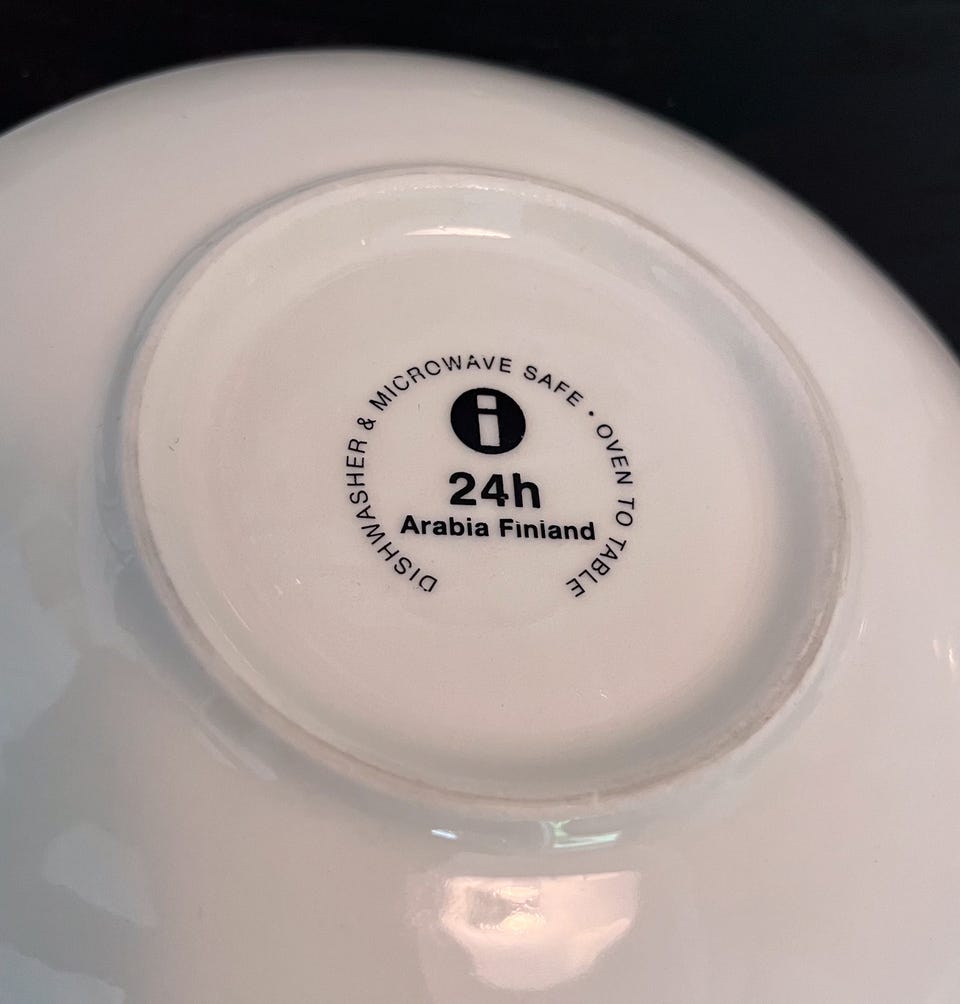 DISHWASHER & MICROWAVE SAFE • OVEN TO TABLE
i
24h
Arabia Finland